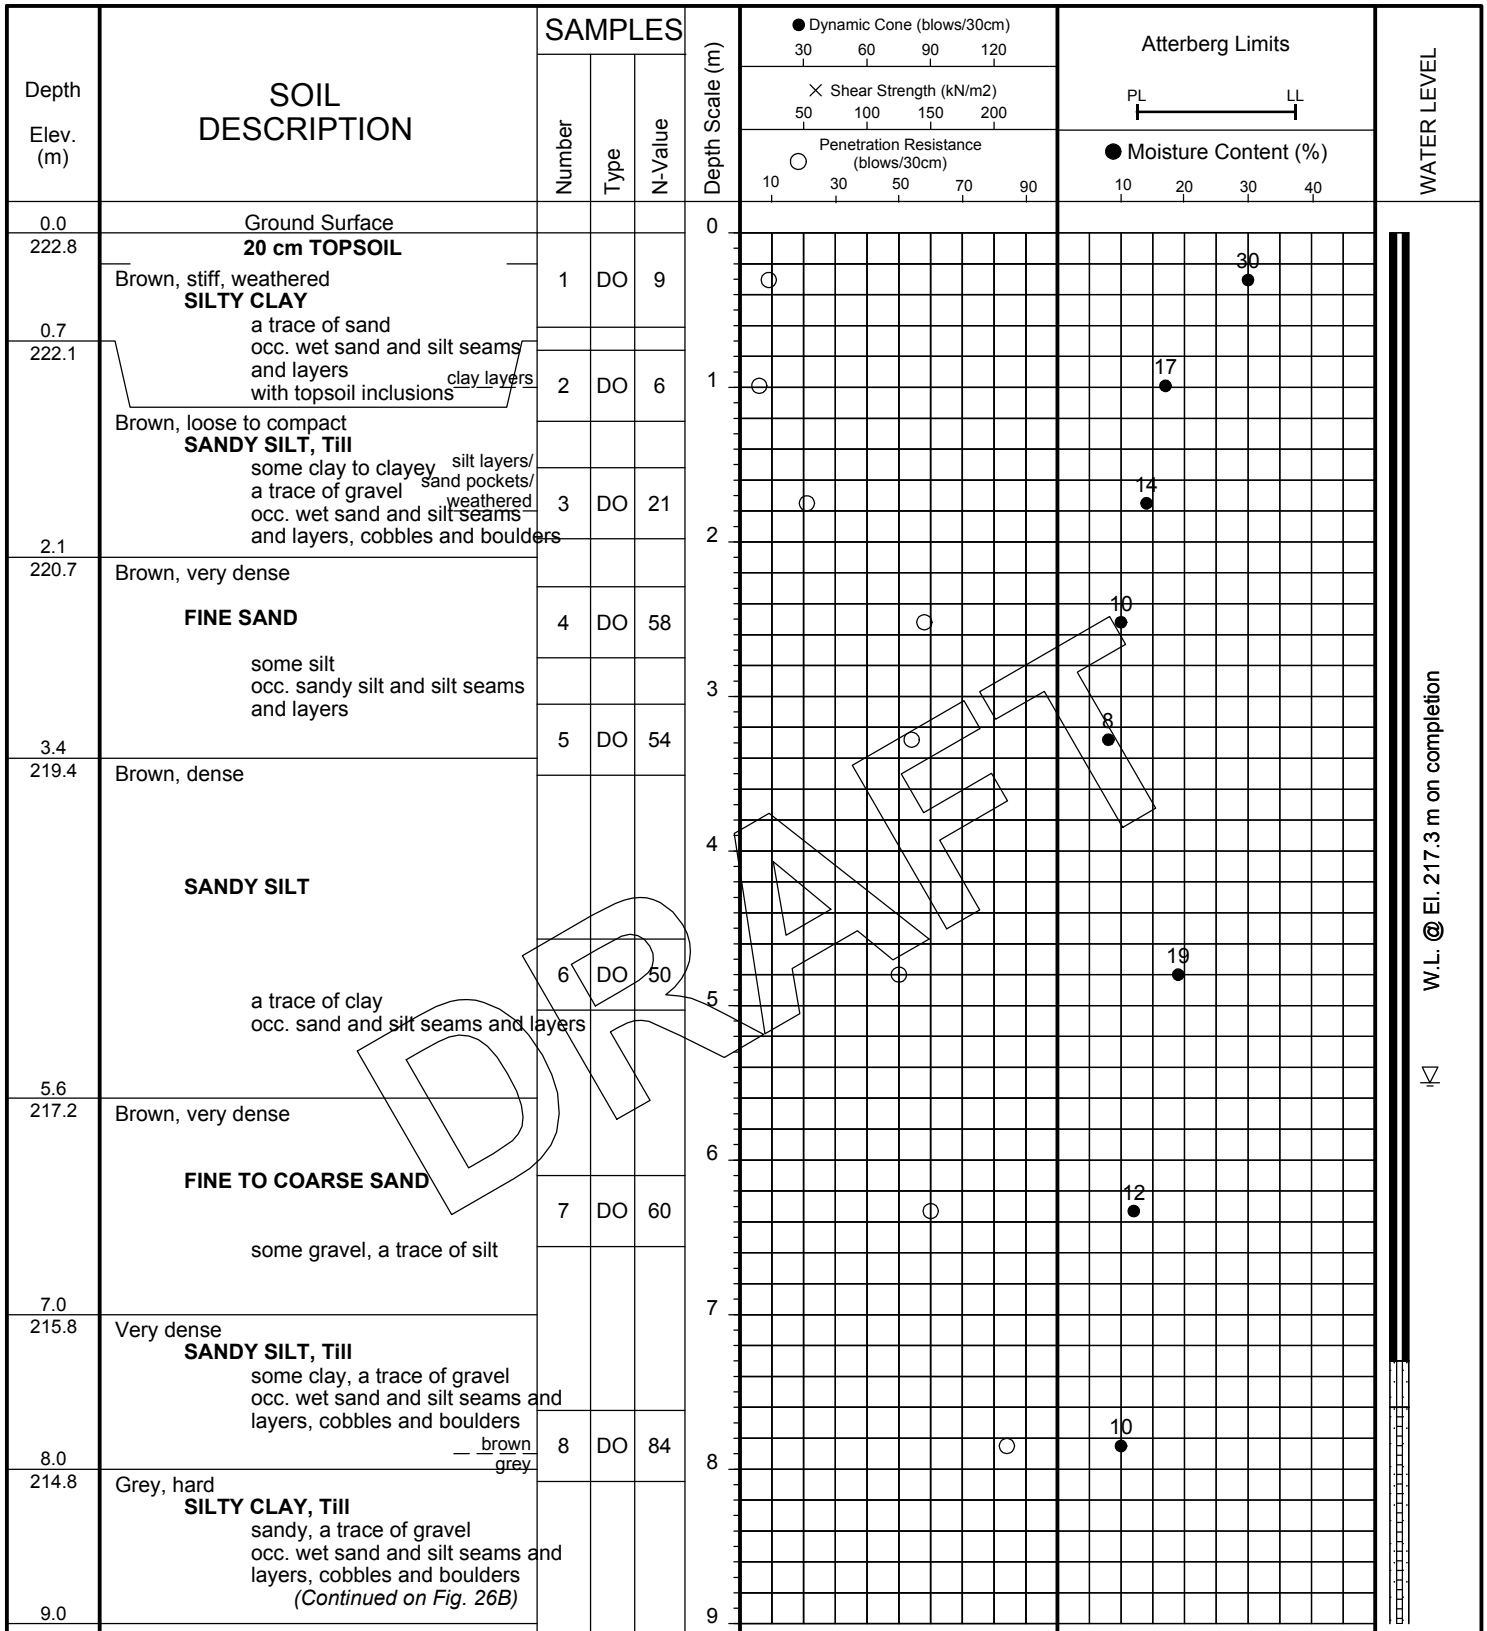 SAMPLES
Depth
Elev.
(m)
SOIL
DESCRIPTION
Number
Type
N-Value
Depth Scale (m)
● Dynamic Cone (blows/30cm)
30 60 90 120
× Shear Strength (kN/m2)
50 100 150 200
○ Penetration Resistance
(blows/30cm)
10 30 50 70 90
Atterberg Limits
PL LL
● Moisture Content (%)
10 20 30 40
WATER LEVEL
0.0 Ground Surface 0
222.8 20 cm TOPSOIL
Brown, stiff, weathered 1 DO 9 30
SILTY CLAY
a trace of sand
0.7
222.1 occ. wet sand and silt seams
and layers
with topsoil inclusions clay layers 2 DO 6 1 17
Brown, loose to compact
SANDY SILT, Till
some clay to clayey silt layers/
a trace of gravel sand pockets/
weathered 3 DO 21 14
occ. wet sand and silt seams
and layers, cobbles and boulders 2
2.1
220.7 Brown, very dense
FINE SAND 4 DO 58 10
some silt
occ. sandy silt and silt seams 3
and layers
5 DO 54 8
3.4
219.4 Brown, dense
4
SANDY SILT
6 DO 50 19
a trace of clay 5
occ. sand and silt seams and layers
5.6
217.2 Brown, very dense
6
FINE TO COARSE SAND
7 DO 60 12
some gravel, a trace of silt
7.0 7
215.8 Very dense
SANDY SILT, Till
some clay, a trace of gravel
occ. wet sand and silt seams and
layers, cobbles and boulders
brown 8 DO 84 10
grey
8.0 8
214.8 Grey, hard
SILTY CLAY, Till
sandy, a trace of gravel
occ. wet sand and silt seams and
layers, cobbles and boulders
(Continued on Fig. 26B)
9.0 9
W.L. @ El. 217.3 m on completion
DRAFT